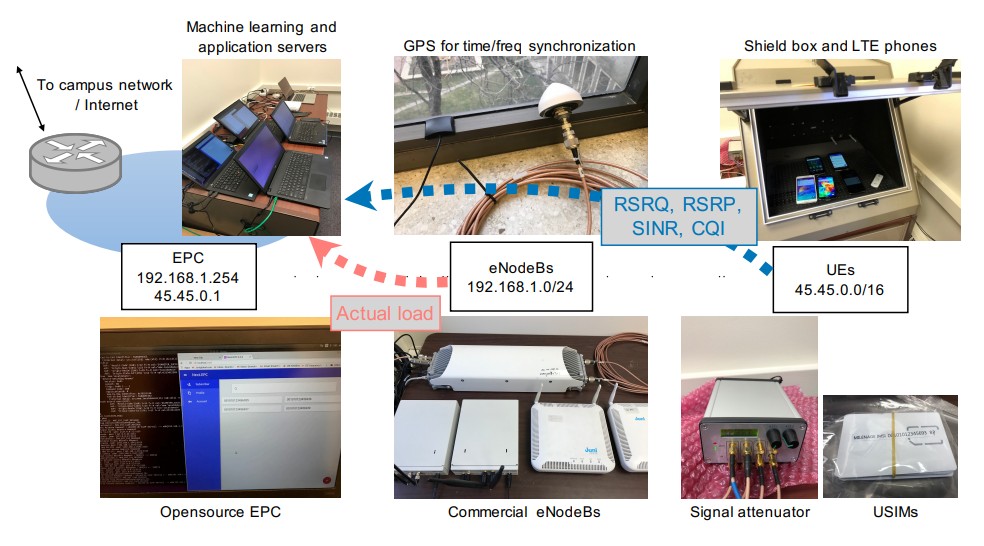 Machine learning and
application servers
GPS for time/freq synchronization
Shield box and LTE phones
To campus network
/ Internet
RSRQ, RSRP,
SINR, CQI
EPC
192.168.1.254
45.45.0.1
eNodeBs
192.168.1.0/24
UEs
45.45.0.0/16
Actual load
Opensource EPC
Commercial eNodeBs
Signal attenuator
USIMs